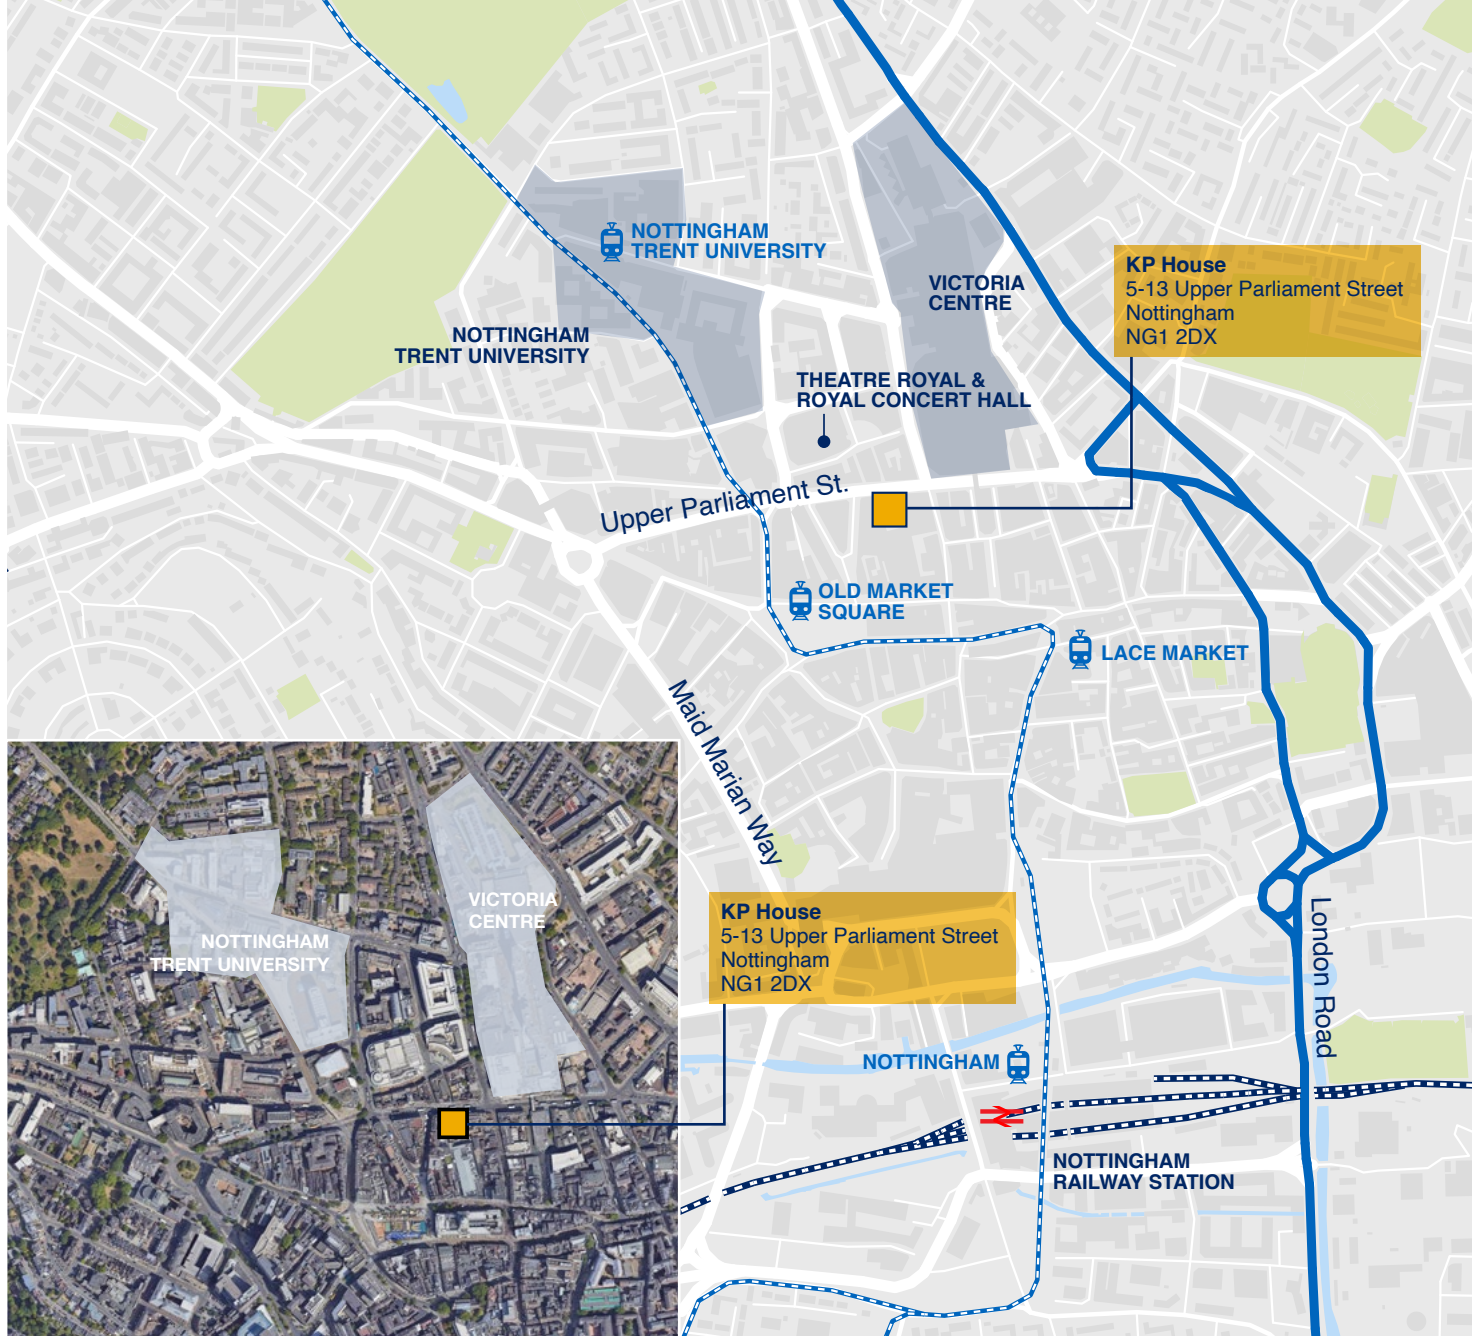 NOTTINGHAM
TRENT UNIVERSITY
KP House
5-13 Upper Parliament Street
Nottingham
NG1 2DX
VICTORIA
CENTRE
NOTTINGHAM
TRENT UNIVERSITY
THEATRE ROYAL &
ROYAL CONCERT HALL
Upper Parliament St.
OLD MARKET
SQUARE
LACE MARKET
Maid Marian Way
VICTORIA
CENTRE
NOTTINGHAM
TRENT UNIVERSITY
KP House
5-13 Upper Parliament Street
Nottingham
NG1 2DX
London Road
NOTTINGHAM
NOTTINGHAM
RAILWAY STATION